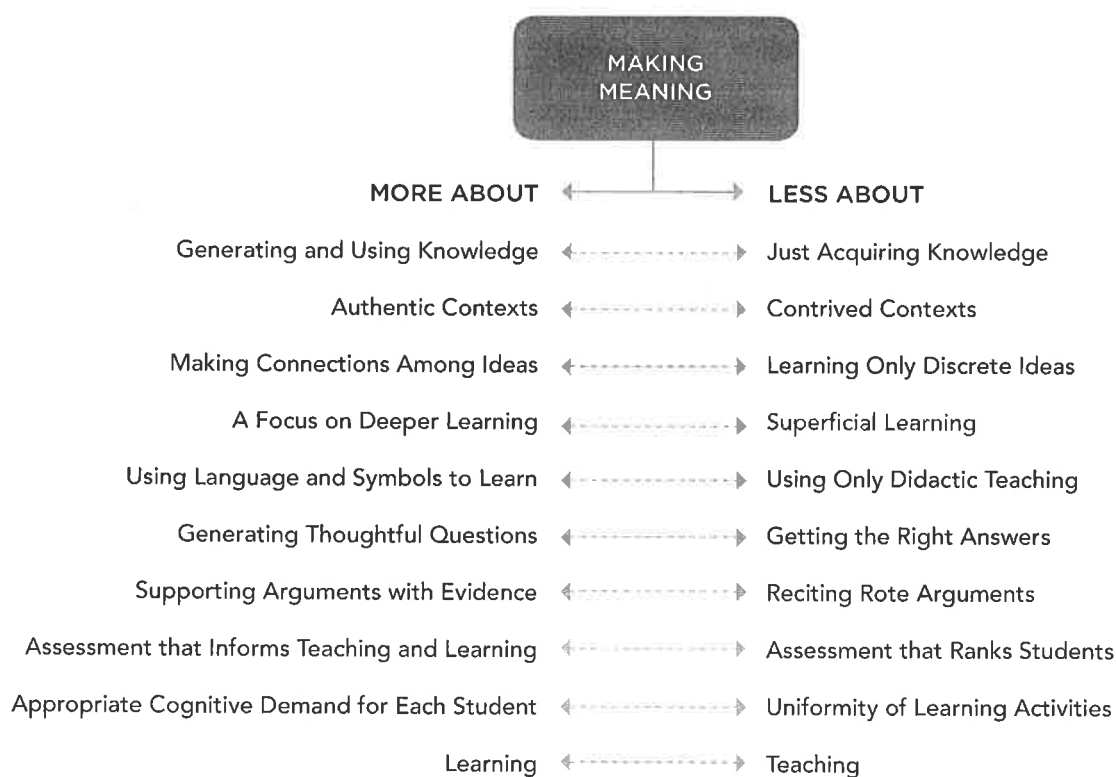 MAKING
MEANING
MORE ABOUT LESS ABOUT
Generating and Using Knowledge Just Acquiring Knowledge
Authentic Contexts Contrived Contexts
Making Connections Among Ideas Learning Only Discrete Ideas
A Focus on Deeper Learning Superficial Learning
Using Language and Symbols to Learn Using Only Didactic Teaching
Generating Thoughtful Questions Getting the Right Answers
Supporting Arguments with Evidence Reciting Rote Arguments
Assessment that Informs Teaching and Learning Assessment that Ranks Students
Appropriate Cognitive Demand for Each Student Uniformity of Learning Activities
Learning Teaching